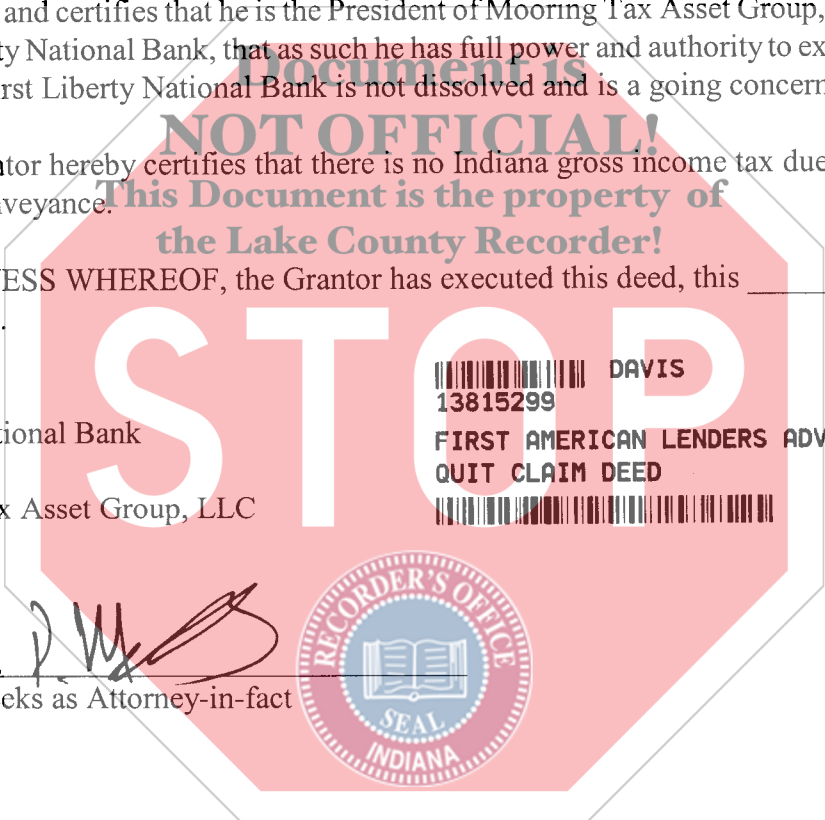 and certifies that he is the President of Mooring Tax Asset Group,
ty National Bank, that as such he has full power and authority to ex
rst Liberty National Bank is not dissolved and is a going concern
Document is
NOT OFFICIAL!
tor hereby certifies that there is no Indiana gross income tax due
veyance.
This Document is the property of
the Lake County Recorder!
ESS WHEREOF, the Grantor has executed this deed, this
STOP
DAVIS
13815299
tional Bank
FIRST AMERICAN LENDERS ADV
QUIT CLAIM DEED
x Asset Group, LLC
RECORDER'S OFFICE
SEAL
INDIANA
eks as Attorney-in-fact